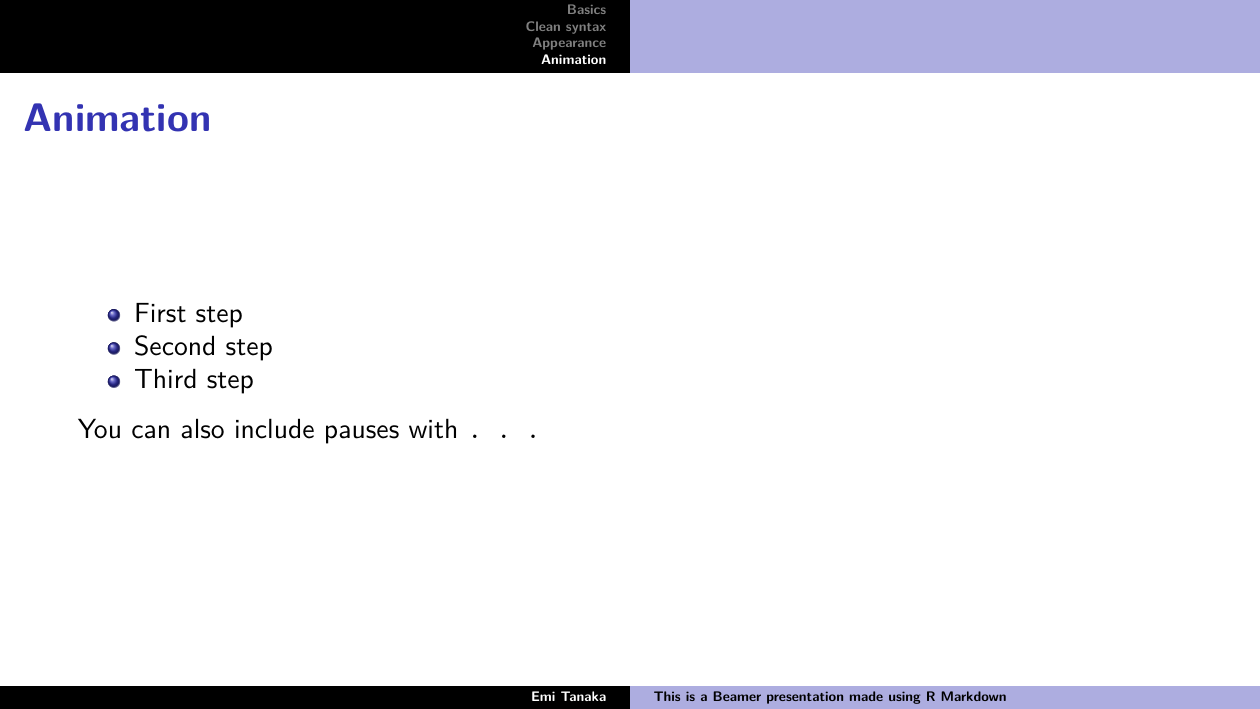 Basics
Clean syntax
Appearance
Animation
Animation
First step
Second step
Third step
You can also include pauses with . . .
Emi Tanaka
This is a Beamer presentation made using R Markdown